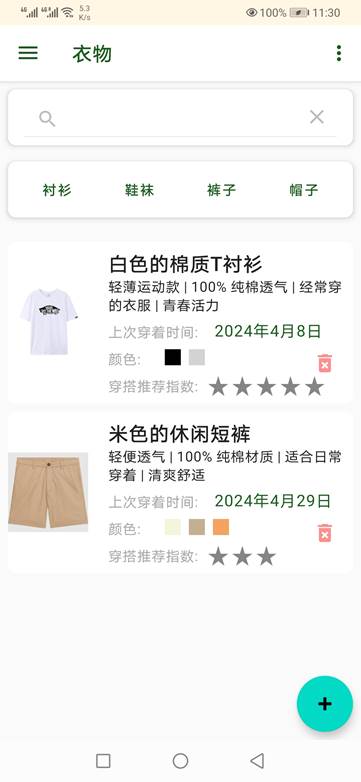 4G 4G 5.3 K/s 100% 11:30
衣物
衬衫 鞋袜 裤子 帽子
白色的棉质T衬衫
轻薄运动款 | 100% 纯棉透气 | 经常穿
的衣服 | 青春活力
上次穿着时间: 2024年4月8日
颜色:
穿搭推荐指数:
米色的休闲短裤
轻便透气 | 100% 纯棉材质 | 适合日常
穿着 | 清爽舒适
上次穿着时间: 2024年4月29日
颜色:
穿搭推荐指数: